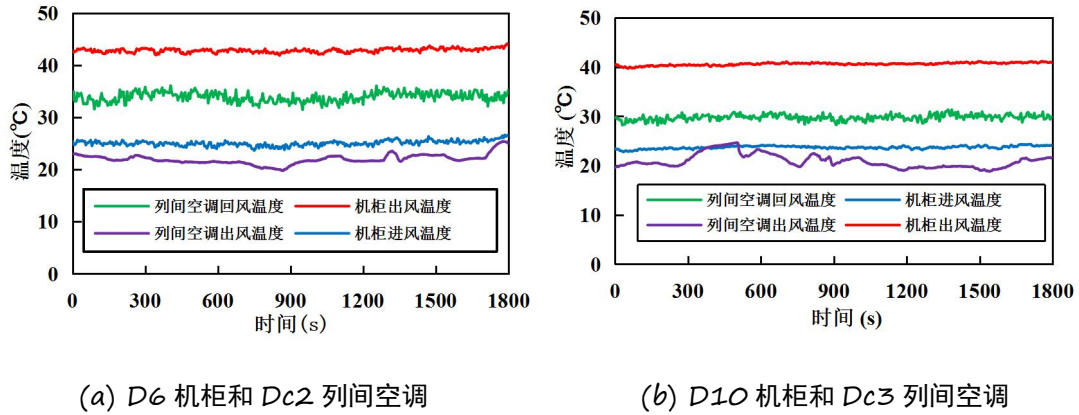 50
40
30
20
10
0
温度(℃)
列间空调回风温度
机柜出风温度
列间空调出风温度
机柜进风温度
0 300 600 900 1200 1500 1800
时间(s)
(a) D6 机柜和 Dc2 列间空调
50
40
30
20
10
0
温度 (℃)
列间空调回风温度
机柜进风温度
列间空调出风温度
机柜出风温度
0 300 600 900 1200 1500 1800
时间 (s)
(b) D10 机柜和 Dc3 列间空调